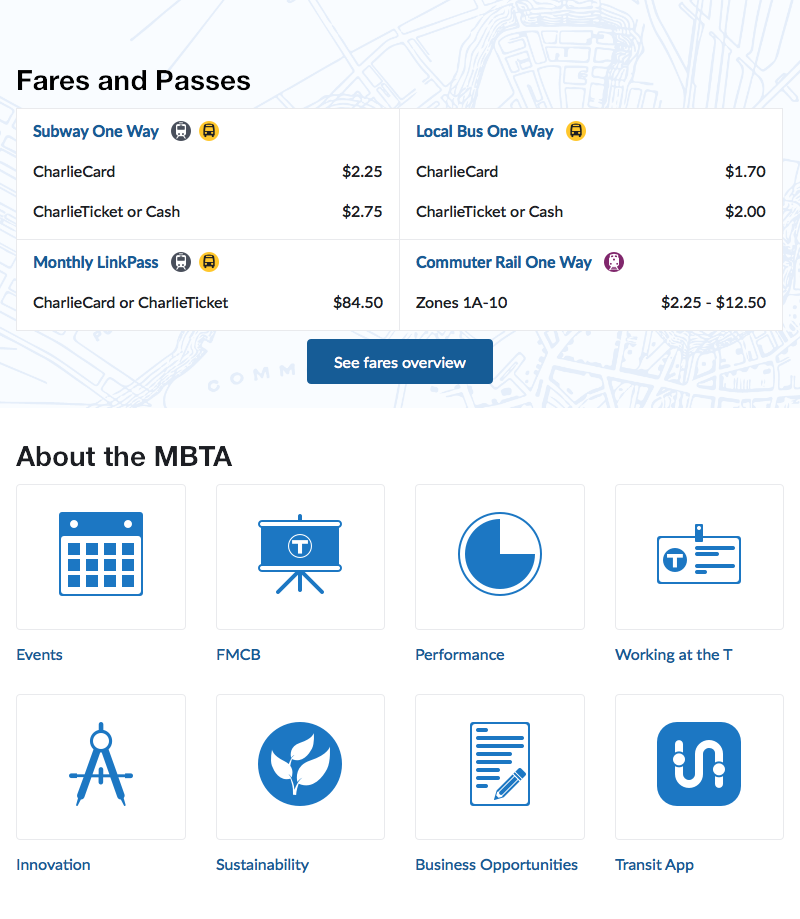 Fares and Passes
Subway One Way
CharlieCard $2.25
CharlieTicket or Cash $2.75
Local Bus One Way
CharlieCard $1.70
CharlieTicket or Cash $2.00
Monthly LinkPass
CharlieCard or CharlieTicket $84.50
Commuter Rail One Way
Zones 1A-10 $2.25 - $12.50
COMM
See fares overview
About the MBTA
T
T
Events
FMCB
Performance
Working at the T
Innovation
Sustainability
Business Opportunities
Transit App